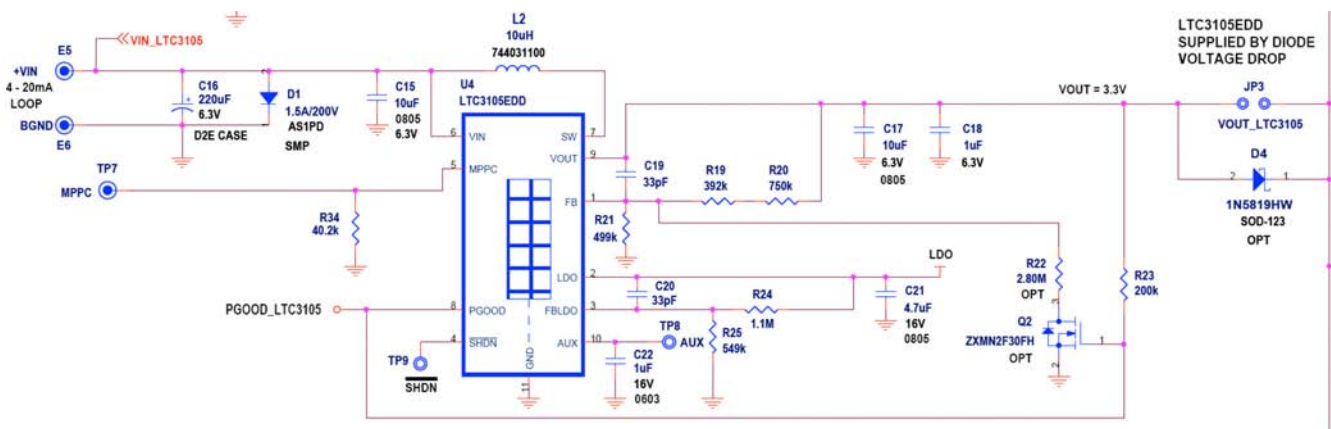 LTC3105EDD
SUPPLIED BY DIODE
VOLTAGE DROP
VIN_LTC3105
L2
10uH
744031100
E5
+VIN
4 - 20mA
LOOP
BGND
E6
C16
220uF
6.3V
D2E CASE
2
D1
1.5A/200V
AS1PD
SMP
1
C15
10uF
0805
6.3V
U4
LTC3105EDD
6
VIN
5
MPPC
8
PGOOD
4
SHDN
GND
11
SW
7
VOUT
9
FB
1
LDO
2
FBLDO
3
AUX
10
TP7
MPPC
R34
40.2k
PGOOD_LTC3105
TP9
SHDN
C19
33pF
R19
392k
R20
750k
R21
499k
C17
10uF
6.3V
0805
C18
1uF
6.3V
VOUT = 3.3V
JP3
VOUT_LTC3105
D4
2
1
1N5819HW
SOD-123
OPT
LDO
C20
33pF
R24
1.1M
C21
4.7uF
16V
0805
R25
549k
TP8
AUX
C22
1uF
16V
0603
R22
2.80M
OPT
R23
200k
3
Q2
ZXMN2F30FH
OPT
1
2